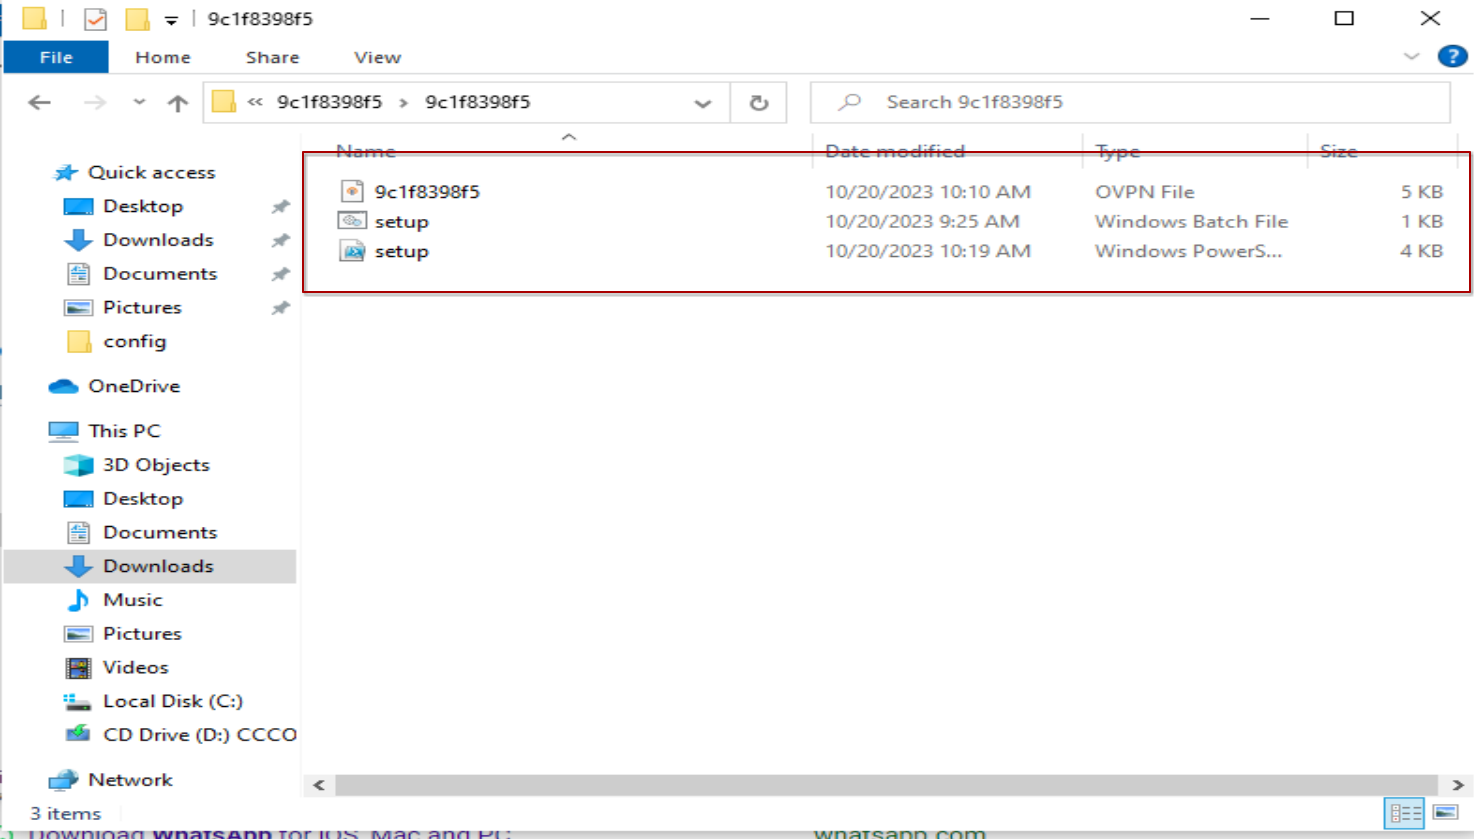 9c1f8398f5
File Home Share View
9c1f8398f5 > 9c1f8398f5 Search 9c1f8398f5
Name Date modified Type Size
Quick access
9c1f8398f5 10/20/2023 10:10 AM OVPN File 5 KB
Desktop
setup 10/20/2023 9:25 AM Windows Batch File 1 KB
Downloads
setup 10/20/2023 10:19 AM Windows PowerS... 4 KB
Documents
Pictures
config
OneDrive
This PC
3D Objects
Desktop
Documents
Downloads
Music
Pictures
Videos
Local Disk (C:)
CD Drive (D:) CCCO
Network
3 items
Download WhatsApp for iOS, Mac and PC
whatsapp.com